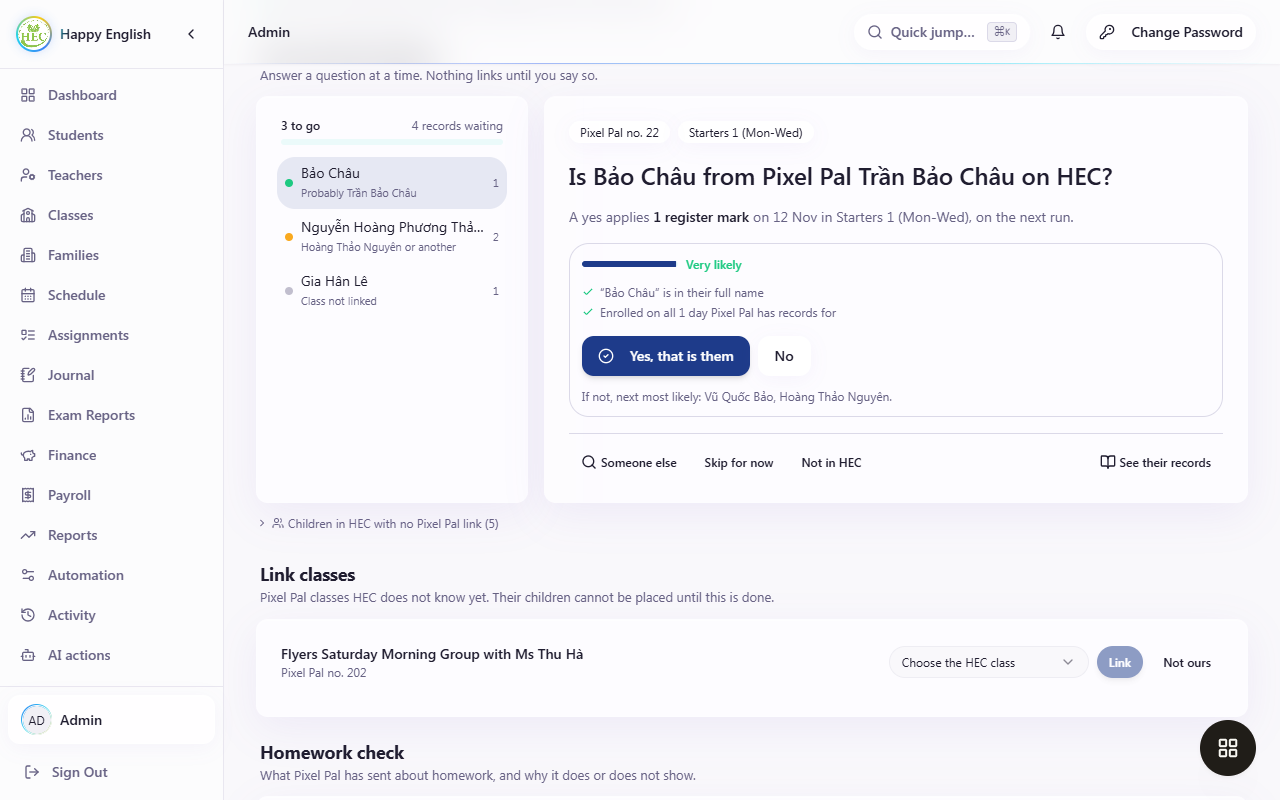 HEC
Happy English
Admin
Quick jump...
⌘K
Change Password
Dashboard
Students
Teachers
Classes
Families
Schedule
Assignments
Journal
Exam Reports
Finance
Payroll
Reports
Automation
Activity
AI actions
AD
Admin
Sign Out
Answer a question at a time. Nothing links until you say so.
3 to go
4 records waiting
Bảo Châu
Probably Trần Bảo Châu
1
Nguyễn Hoàng Phương Thả...
Hoàng Thảo Nguyên or another
2
Gia Hân Lê
Class not linked
1
Pixel Pal no. 22
Starters 1 (Mon-Wed)
Is Bảo Châu from Pixel Pal Trần Bảo Châu on HEC?
A yes applies 1 register mark on 12 Nov in Starters 1 (Mon-Wed), on the next run.
Very likely
“Bảo Châu” is in their full name
Enrolled on all 1 day Pixel Pal has records for
Yes, that is them
No
If not, next most likely: Vũ Quốc Bảo, Hoàng Thảo Nguyên.
Someone else
Skip for now
Not in HEC
See their records
Children in HEC with no Pixel Pal link (5)
Link classes
Pixel Pal classes HEC does not know yet. Their children cannot be placed until this is done.
Flyers Saturday Morning Group with Ms Thu Hà
Pixel Pal no. 202
Choose the HEC class
Link
Not ours
Homework check
What Pixel Pal has sent about homework, and why it does or does not show.